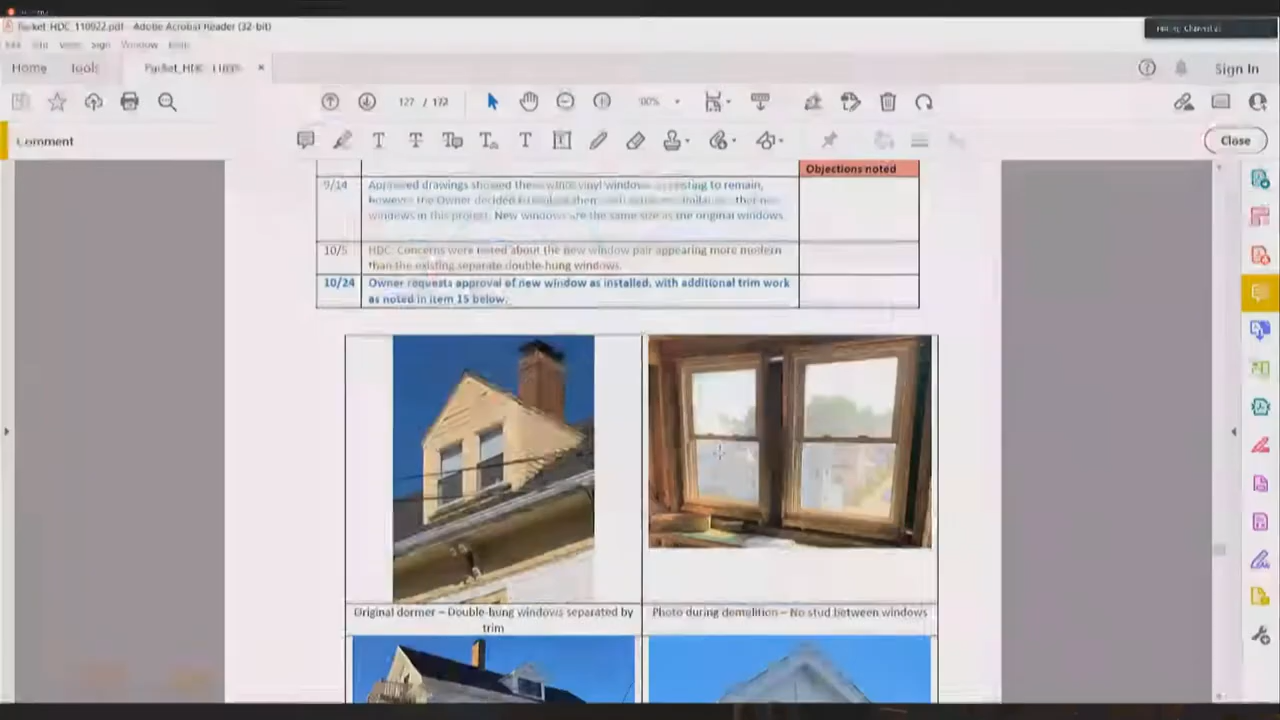 Packet_HDC_110922.pdf - Adobe Acrobat Reader (32-bit)
Sign Window
Home Tools Sign In
127 / 172
Comment Close
Objections noted
9/14 Approved drawings showed these vinyl windows existing to remain,
however the Owner decided
windows in this project. New windows are the same size as the original windows.
10/5 HDC: Concerns were noted about the new window pair appearing more modern
than the existing separate double-hung windows.
10/24 Owner requests approval of new window as installed, with additional trim work
as noted in item 15 below.
Original dormer – Double-hung windows separated by
trim
Photo during demolition – No stud between windows